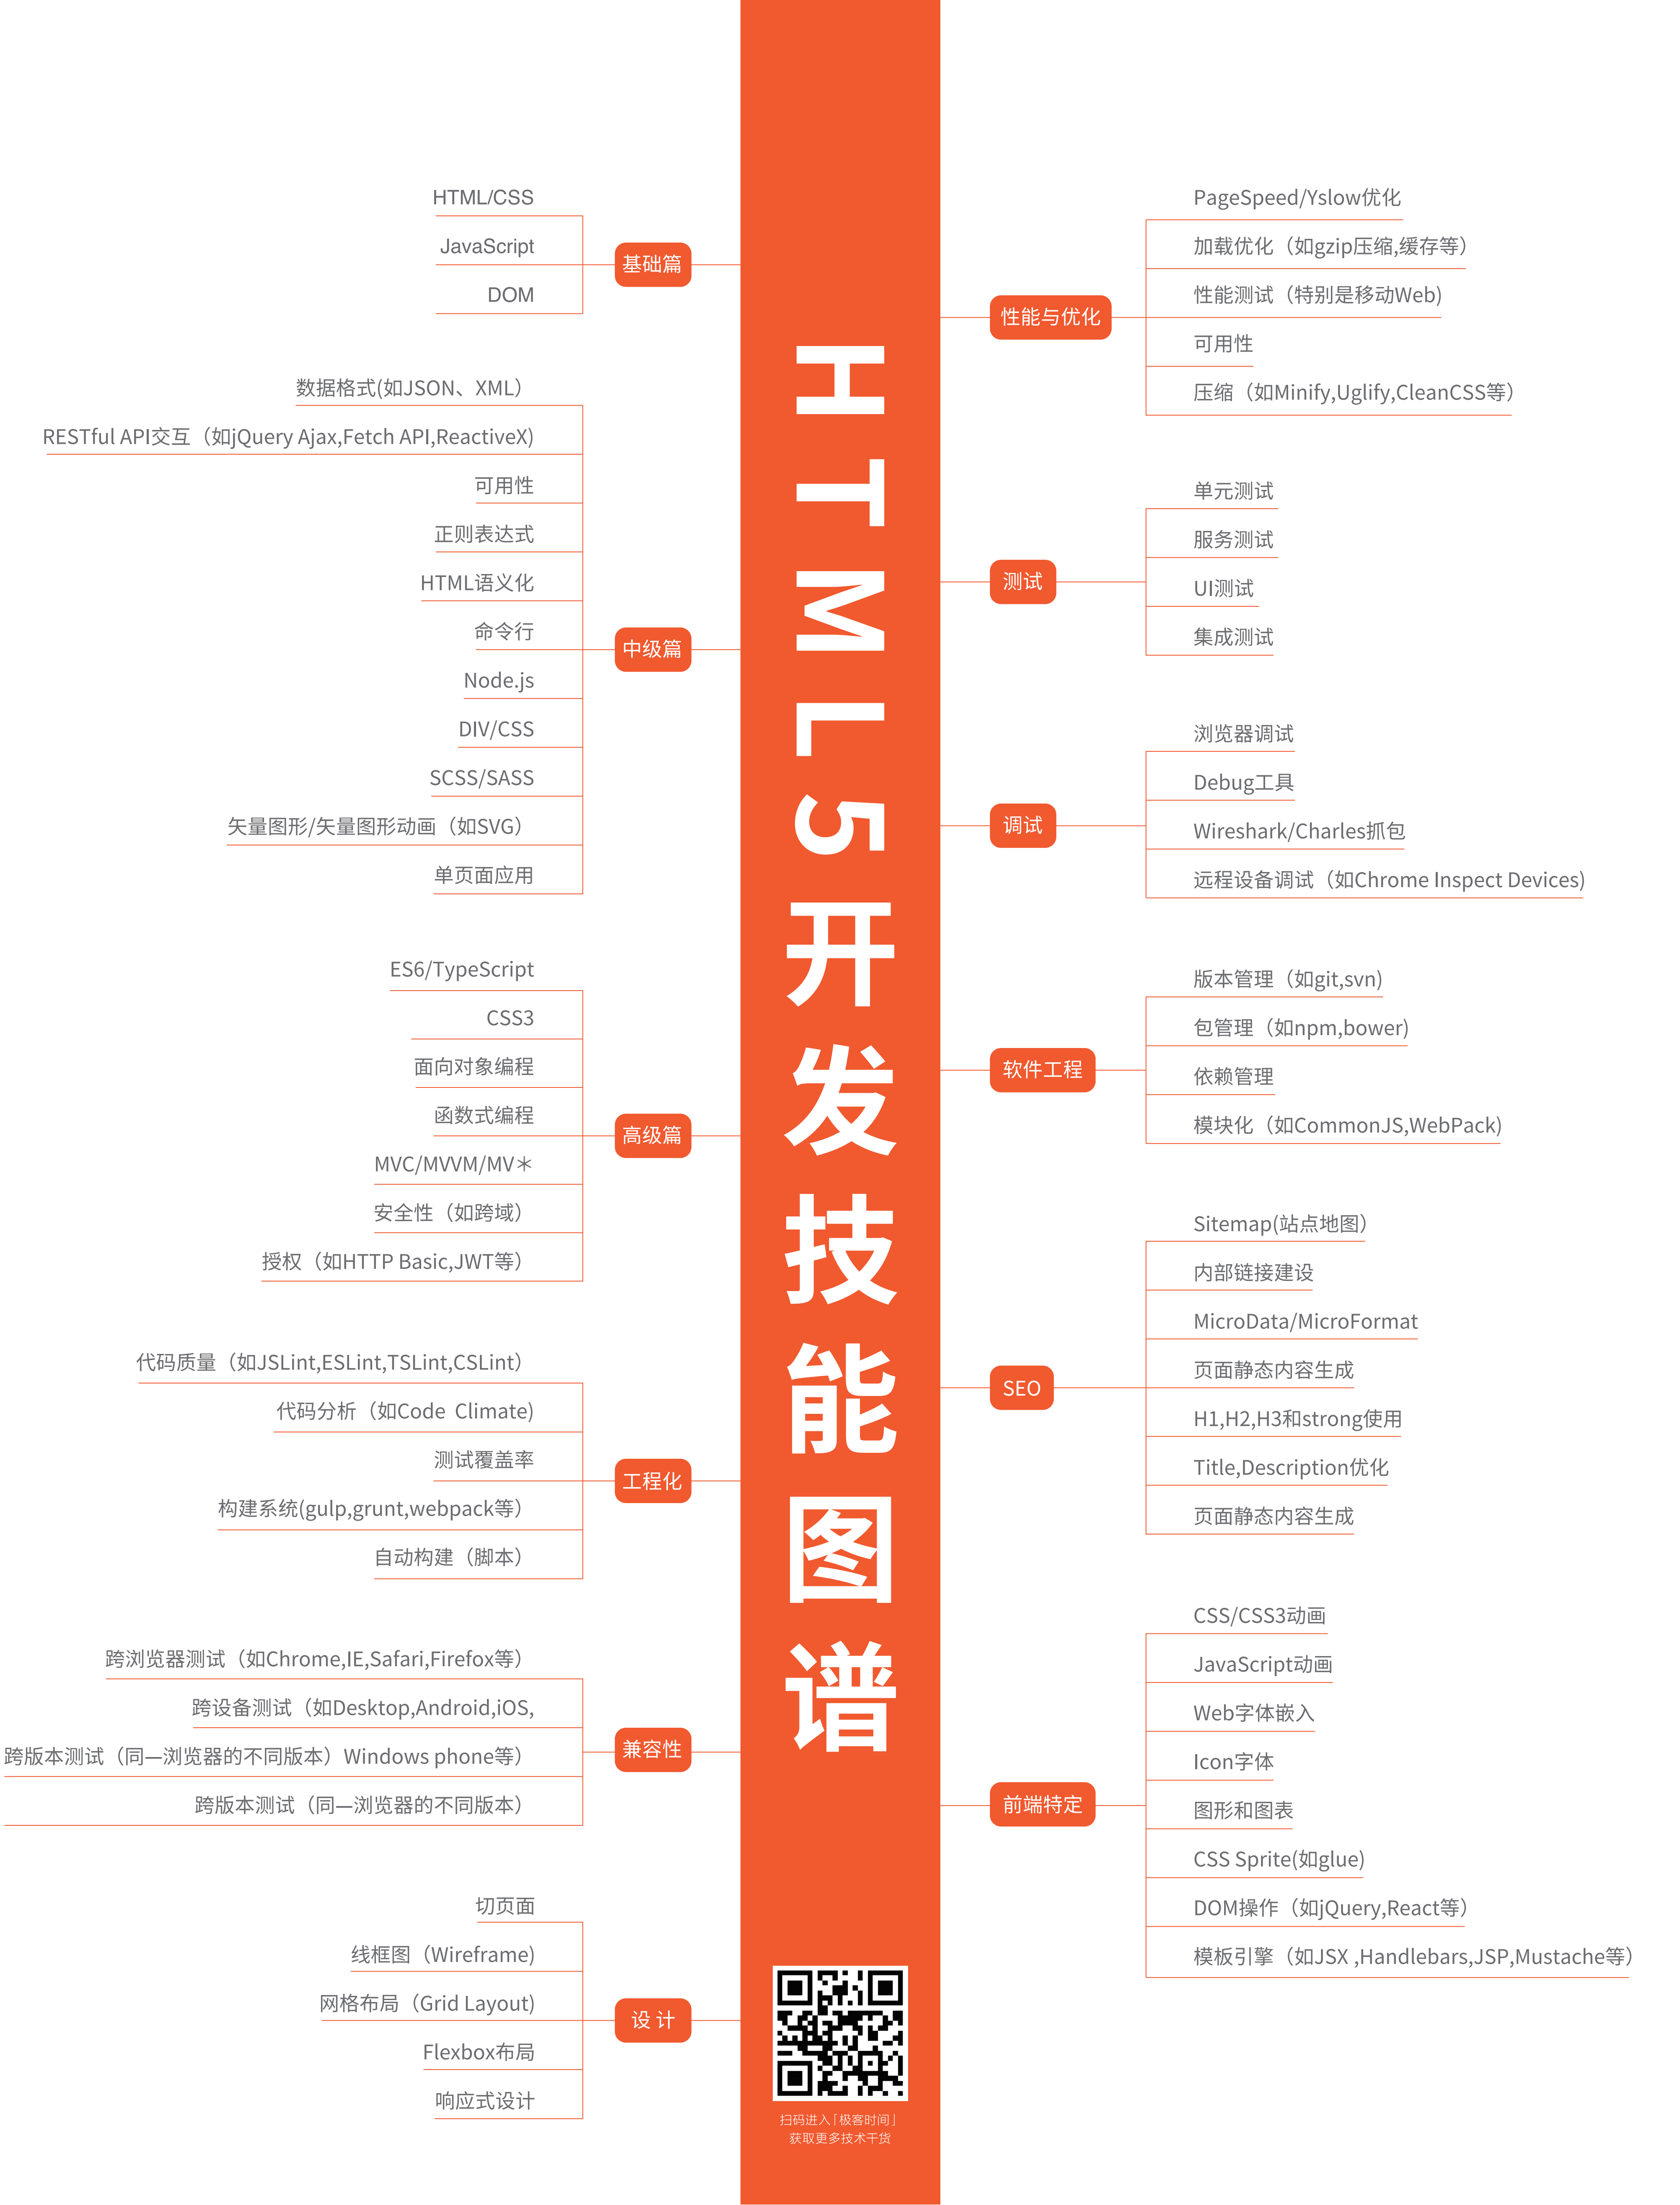 HTML5开发技能图谱
基础篇
HTML/CSS
JavaScript
DOM
中级篇
数据格式(如JSON、XML）
RESTful API交互（如jQuery Ajax,Fetch API,ReactiveX)
可用性
正则表达式
HTML语义化
命令行
Node.js
DIV/CSS
SCSS/SASS
矢量图形/矢量图形动画（如SVG）
单页面应用
高级篇
ES6/TypeScript
CSS3
面向对象编程
函数式编程
MVC/MVVM/MV＊
安全性（如跨域）
授权（如HTTP Basic,JWT等）
工程化
代码质量（如JSLint,ESLint,TSLint,CSLint）
代码分析（如Code Climate)
测试覆盖率
构建系统(gulp,grunt,webpack等）
自动构建（脚本）
兼容性
跨浏览器测试（如Chrome,IE,Safari,Firefox等）
跨设备测试（如Desktop,Android,iOS,
跨版本测试（同一浏览器的不同版本）Windows phone等）
跨版本测试（同一浏览器的不同版本）
设 计
切页面
线框图（Wireframe)
网格布局（Grid Layout)
Flexbox布局
响应式设计
性能与优化
PageSpeed/Yslow优化
加载优化（如gzip压缩,缓存等）
性能测试（特别是移动Web)
可用性
压缩（如Minify,Uglify,CleanCSS等）
测试
单元测试
服务测试
UI测试
集成测试
调试
浏览器调试
Debug工具
Wireshark/Charles抓包
远程设备调试（如Chrome Inspect Devices)
软件工程
版本管理（如git,svn)
包管理（如npm,bower)
依赖管理
模块化（如CommonJS,WebPack)
SEO
Sitemap(站点地图）
内部链接建设
MicroData/MicroFormat
页面静态内容生成
H1,H2,H3和strong使用
Title,Description优化
页面静态内容生成
前端特定
CSS/CSS3动画
JavaScript动画
Web字体嵌入
Icon字体
图形和图表
CSS Sprite(如glue)
DOM操作（如jQuery,React等）
模板引擎（如JSX ,Handlebars,JSP,Mustache等）
扫码进入「极客时间」
获取更多技术干货